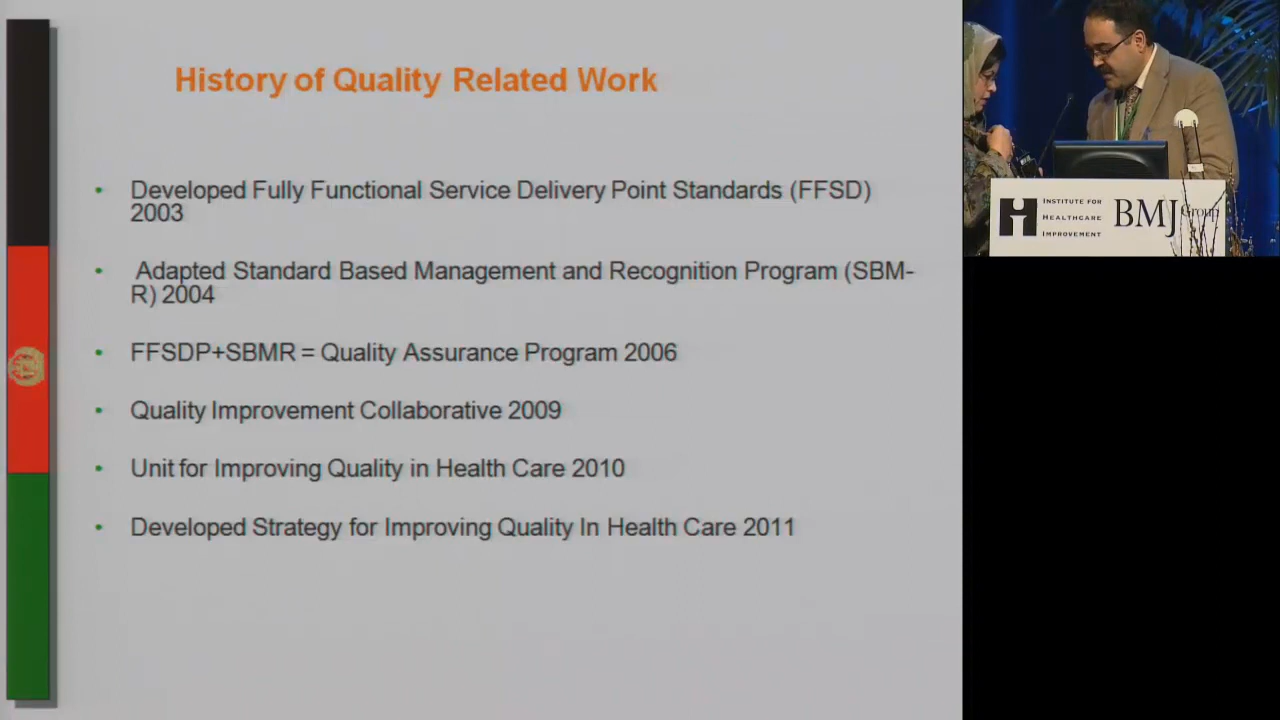 History of Quality Related Work
• Developed Fully Functional Service Delivery Point Standards (FFSD)
2003
• Adapted Standard Based Management and Recognition Program (SBM-
R) 2004
• FFSDP+SBMR = Quality Assurance Program 2006
• Quality Improvement Collaborative 2009
• Unit for Improving Quality in Health Care 2010
• Developed Strategy for Improving Quality In Health Care 2011
INSTITUTE FOR
HEALTHCARE
IMPROVEMENT
BMJ Group